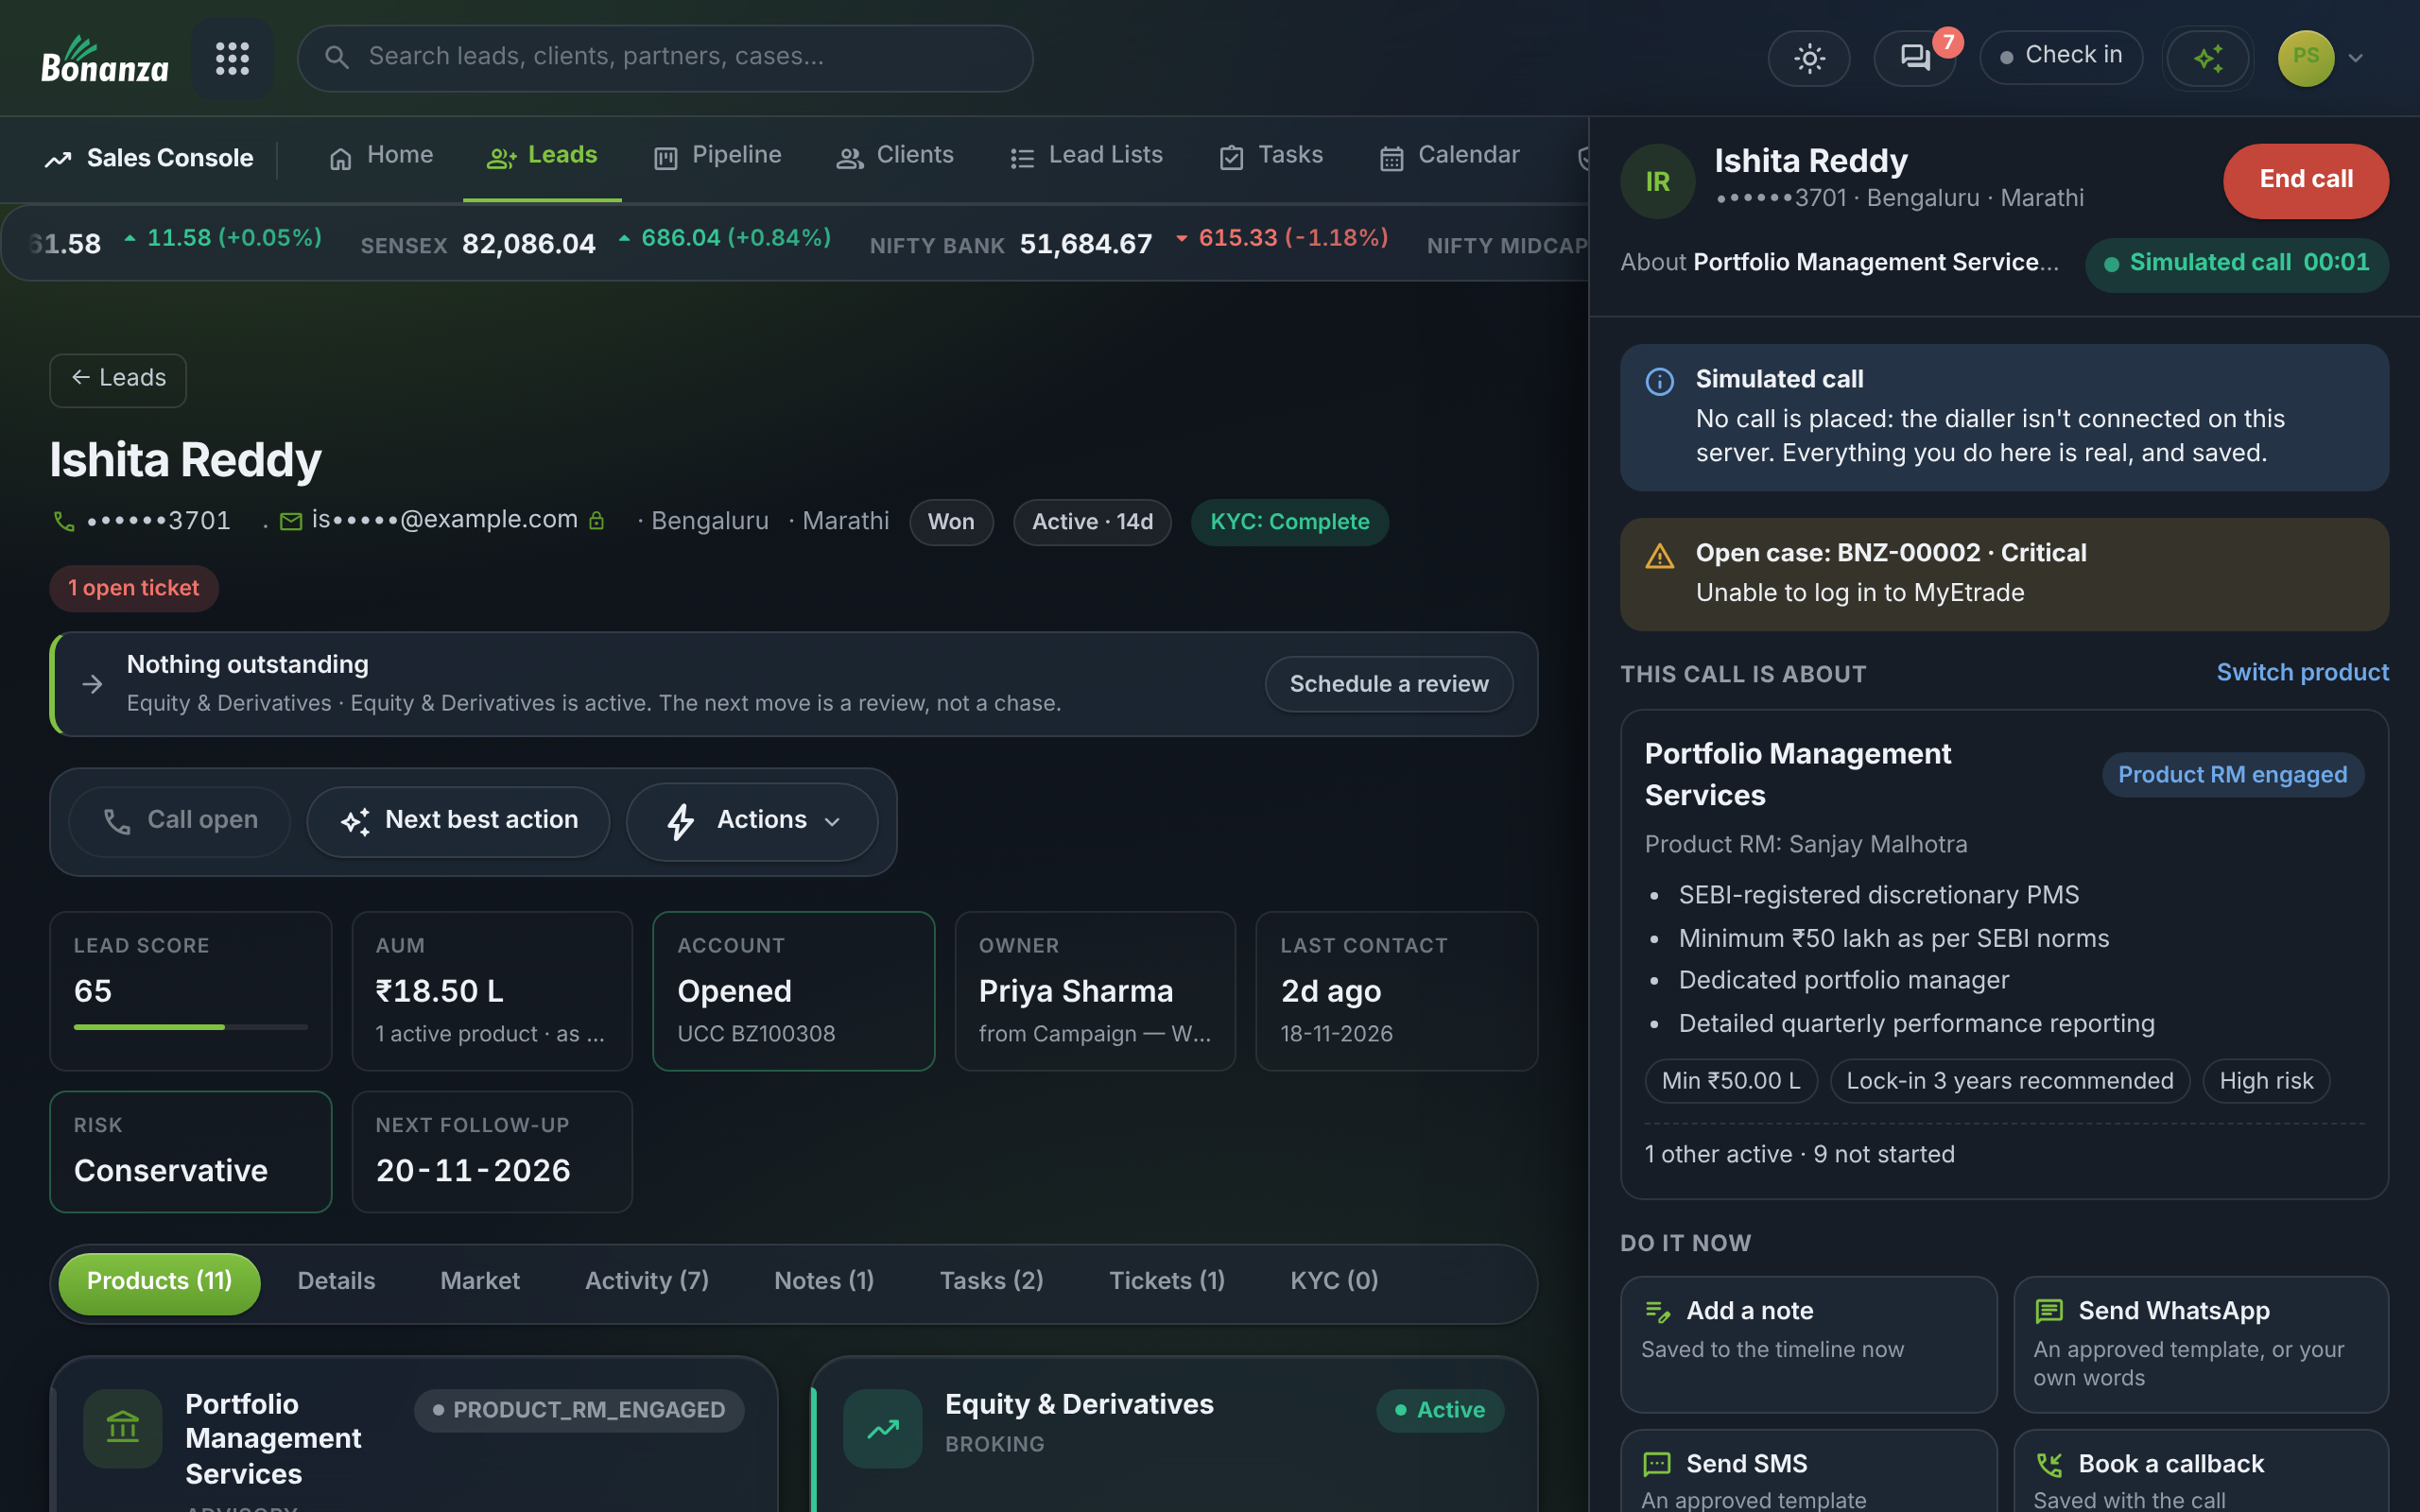 Bonanza
Search leads, clients, partners, cases...
7
Check in
PS
Sales Console
Home
Leads
Pipeline
Clients
Lead Lists
Tasks
Calendar
61.58 11.58 (+0.05%) SENSEX 82,086.04 686.04 (+0.84%) NIFTY BANK 51,684.67 615.33 (-1.18%) NIFTY MIDCAP
← Leads
Ishita Reddy
••••••3701 · is•••••@example.com · Bengaluru · Marathi Won Active · 14d KYC: Complete
1 open ticket
Nothing outstanding
Equity & Derivatives · Equity & Derivatives is active. The next move is a review, not a chase.
Schedule a review
Call open
Next best action
Actions
LEAD SCORE
65
AUM
₹18.50 L
1 active product · as ...
ACCOUNT
Opened
UCC BZ100308
OWNER
Priya Sharma
from Campaign — W...
LAST CONTACT
2d ago
18-11-2026
RISK
Conservative
NEXT FOLLOW-UP
20-11-2026
Products (11)
Details
Market
Activity (7)
Notes (1)
Tasks (2)
Tickets (1)
KYC (0)
Portfolio
Management
Services
PRODUCT_RM_ENGAGED
ADVISORY
Equity & Derivatives
BROKING
Active
IR
Ishita Reddy
••••••3701 · Bengaluru · Marathi
End call
About Portfolio Management Service...
Simulated call 00:01
Simulated call
No call is placed: the dialler isn't connected on this
server. Everything you do here is real, and saved.
Open case: BNZ-00002 · Critical
Unable to log in to MyEtrade
THIS CALL IS ABOUT
Switch product
Portfolio Management
Services
Product RM engaged
Product RM: Sanjay Malhotra
• SEBI-registered discretionary PMS
• Minimum ₹50 lakh as per SEBI norms
• Dedicated portfolio manager
• Detailed quarterly performance reporting
Min ₹50.00 L
Lock-in 3 years recommended
High risk
1 other active · 9 not started
DO IT NOW
Add a note
Saved to the timeline now
Send WhatsApp
An approved template, or your
own words
Send SMS
An approved template
Book a callback
Saved with the call